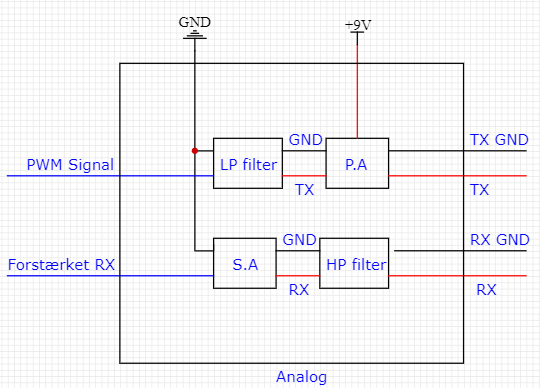 GND
+9V
GND
TX GND
PWM Signal
LP filter
P.A
TX
TX
GND
RX GND
Forstærket RX
S.A
HP filter
RX
RX
Analog